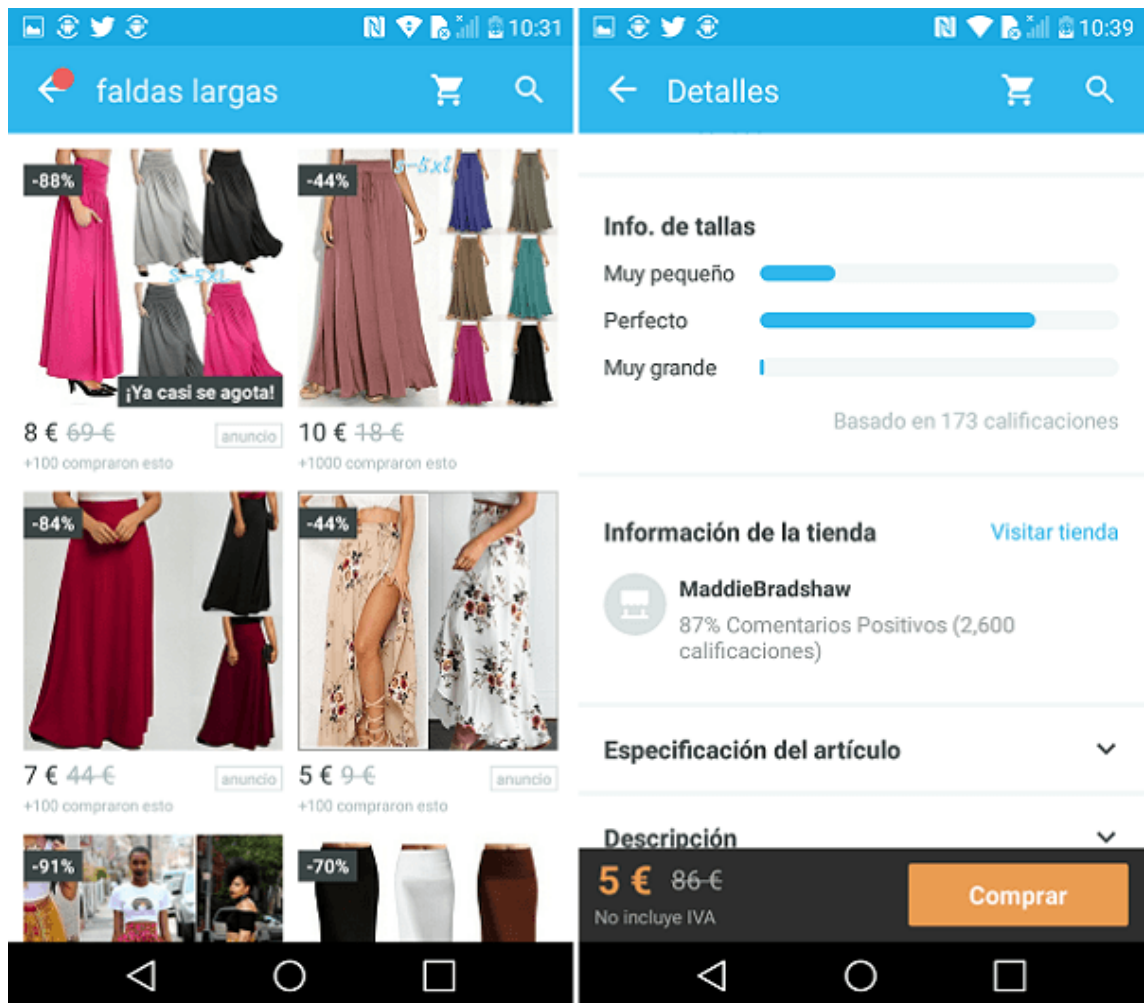 10:31
faldas largas
-88%
S-5XL
¡Ya casi se agota!
-44%
S-5xl
8 € 69 €
anuncio
+100 compraron esto
10 € 18 €
+1000 compraron esto
-84%
-44%
7 € 44 €
anuncio
+100 compraron esto
5 € 9 €
anuncio
+100 compraron esto
-91%
-70%
10:39
Detalles
Info. de tallas
Muy pequeño
Perfecto
Muy grande
Basado en 173 calificaciones
Información de la tienda
Visitar tienda
MaddieBradshaw
87% Comentarios Positivos (2,600
calificaciones)
Especificación del artículo
Descripción
5 € 86 €
No incluye IVA
Comprar